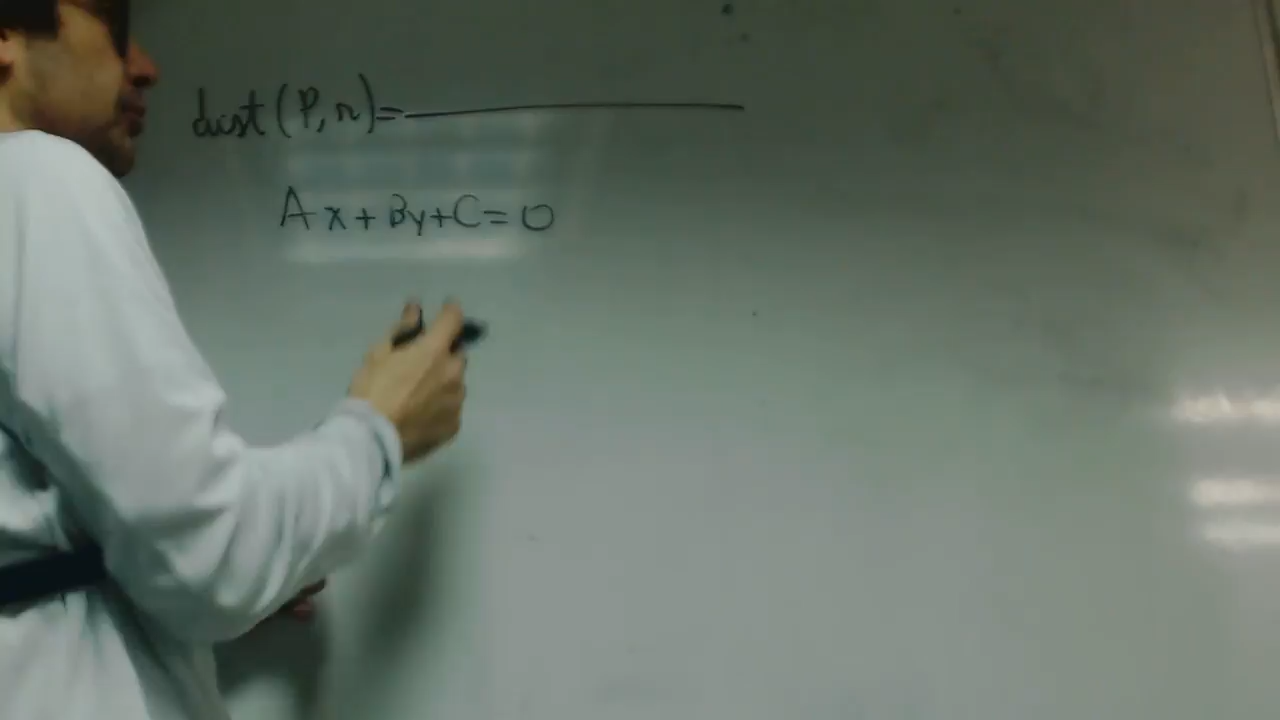 dist (P, r) =
Ax + By + C = 0